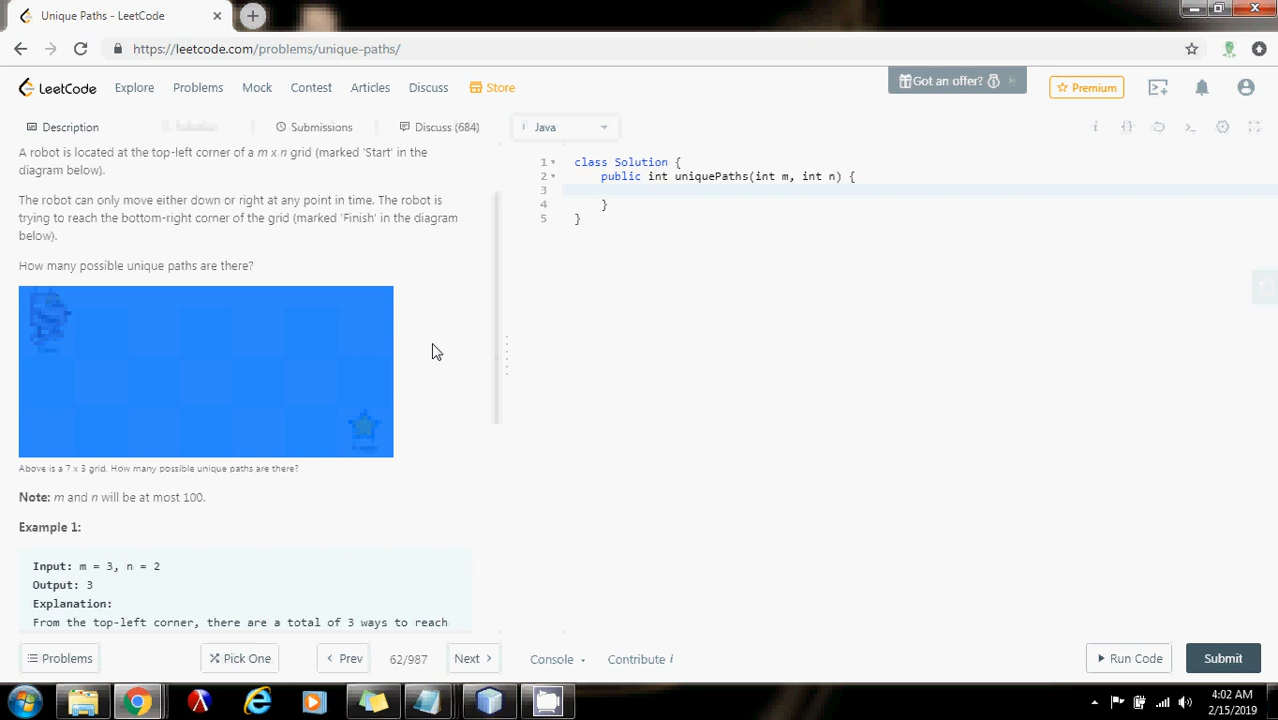 Unique Paths - LeetCode
https://leetcode.com/problems/unique-paths/
LeetCode Explore Problems Mock Contest Articles Discuss Store Got an offer? Premium
Description Submissions Discuss (684) Java
A robot is located at the top-left corner of a m x n grid (marked 'Start' in the
diagram below).
The robot can only move either down or right at any point in time. The robot is
trying to reach the bottom-right corner of the grid (marked 'Finish' in the diagram
below).
How many possible unique paths are there?
Above is a 7 x 3 grid. How many possible unique paths are there?
Note: m and n will be at most 100.
Example 1:
Input: m = 3, n = 2
Output: 3
Explanation:
From the top-left corner, there are a total of 3 ways to reach
1 class Solution {
2 public int uniquePaths(int m, int n) {
3
4 }
5 }
Problems Pick One Prev 62/987 Next Console Contribute i Run Code Submit
4:02 AM
2/15/2019